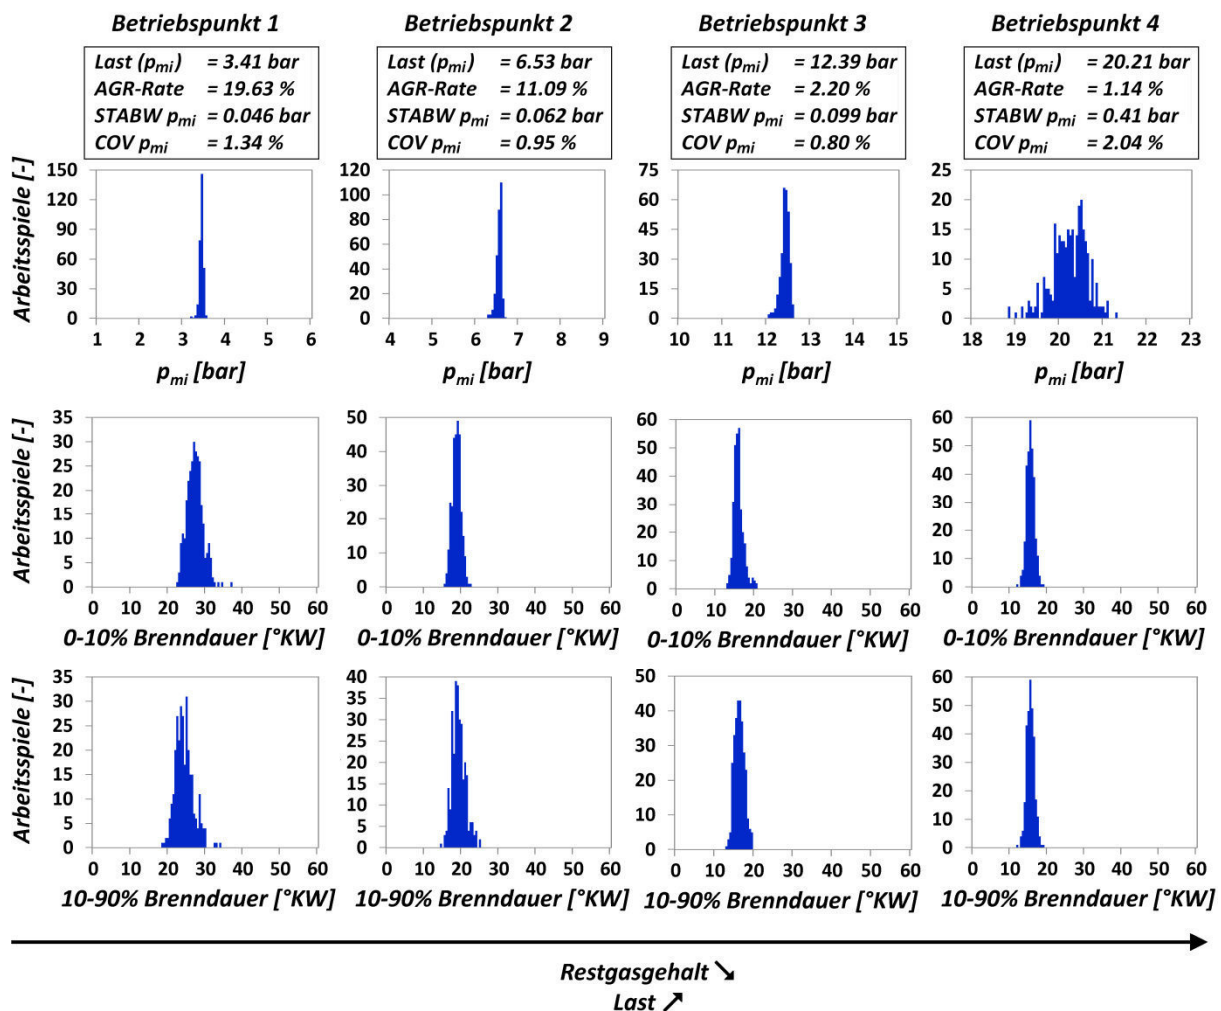 Betriebspunkt 1 Betriebspunkt 2 Betriebspunkt 3 Betriebspunkt 4
Last (pmi) = 3.41 bar
AGR-Rate = 19.63 %
STABW pmi = 0.046 bar
COV pmi = 1.34 %
Last (pmi) = 6.53 bar
AGR-Rate = 11.09 %
STABW pmi = 0.062 bar
COV pmi = 0.95 %
Last (pmi) = 12.39 bar
AGR-Rate = 2.20 %
STABW pmi = 0.099 bar
COV pmi = 0.80 %
Last (pmi) = 20.21 bar
AGR-Rate = 1.14 %
STABW pmi = 0.41 bar
COV pmi = 2.04 %
Arbeitsspiele [-]
150
120
90
60
30
0
1 2 3 4 5 6
pmi [bar]
120
100
80
60
40
20
0
4 5 6 7 8 9
pmi [bar]
75
60
45
30
15
0
10 11 12 13 14 15
pmi [bar]
25
20
15
10
5
0
18 19 20 21 22 23
pmi [bar]
Arbeitsspiele [-]
35
30
25
20
15
10
5
0
0 10 20 30 40 50 60
0-10% Brenndauer [°KW]
50
40
30
20
10
0
0 10 20 30 40 50 60
0-10% Brenndauer [°KW]
60
50
40
30
20
10
0
0 10 20 30 40 50 60
0-10% Brenndauer [°KW]
60
50
40
30
20
10
0
0 10 20 30 40 50 60
0-10% Brenndauer [°KW]
Arbeitsspiele [-]
35
30
25
20
15
10
5
0
0 10 20 30 40 50 60
10-90% Brenndauer [°KW]
40
35
30
25
20
15
10
5
0
0 10 20 30 40 50 60
10-90% Brenndauer [°KW]
50
40
30
20
10
0
0 10 20 30 40 50 60
10-90% Brenndauer [°KW]
60
50
40
30
20
10
0
0 10 20 30 40 50 60
10-90% Brenndauer [°KW]
Restgasgehalt ↘
Last ↗